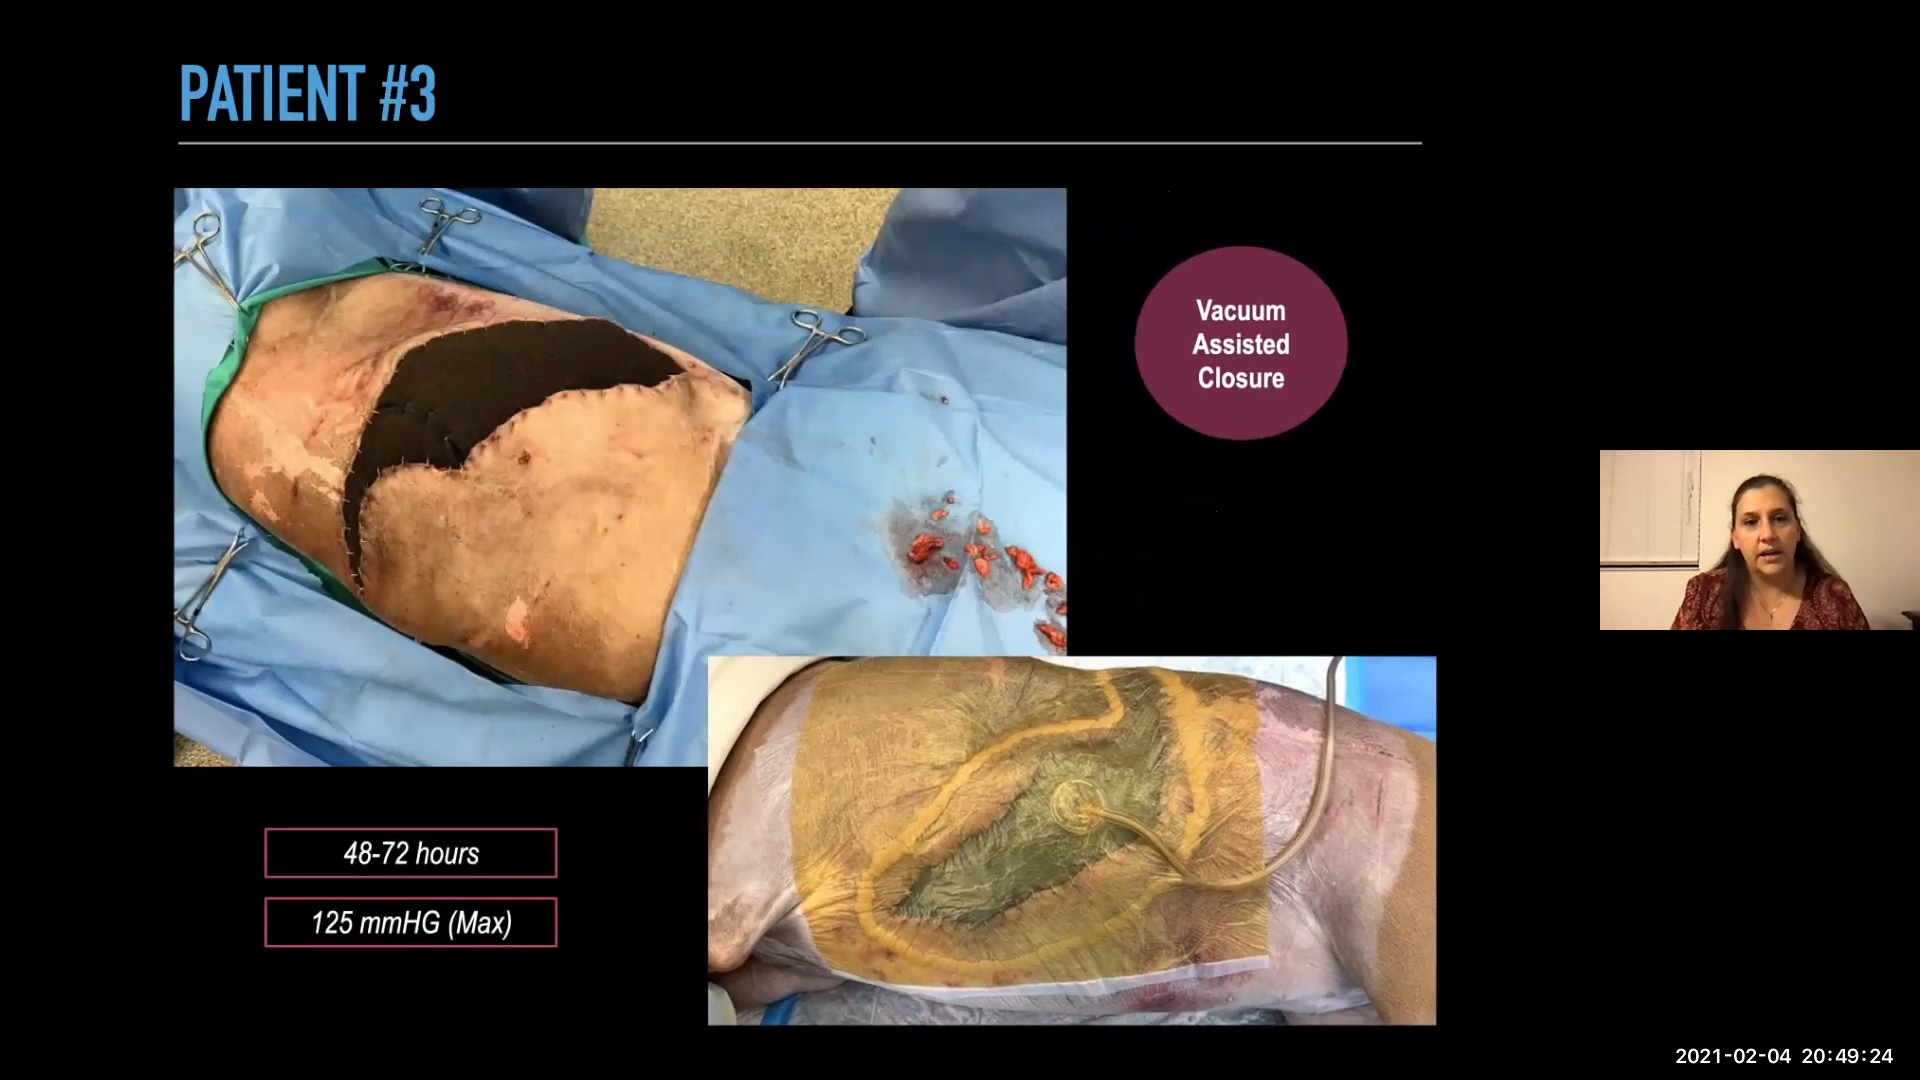 PATIENT #3
Vacuum
Assisted
Closure
48-72 hours
125 mmHG (Max)
2021-02-04 20:49:24